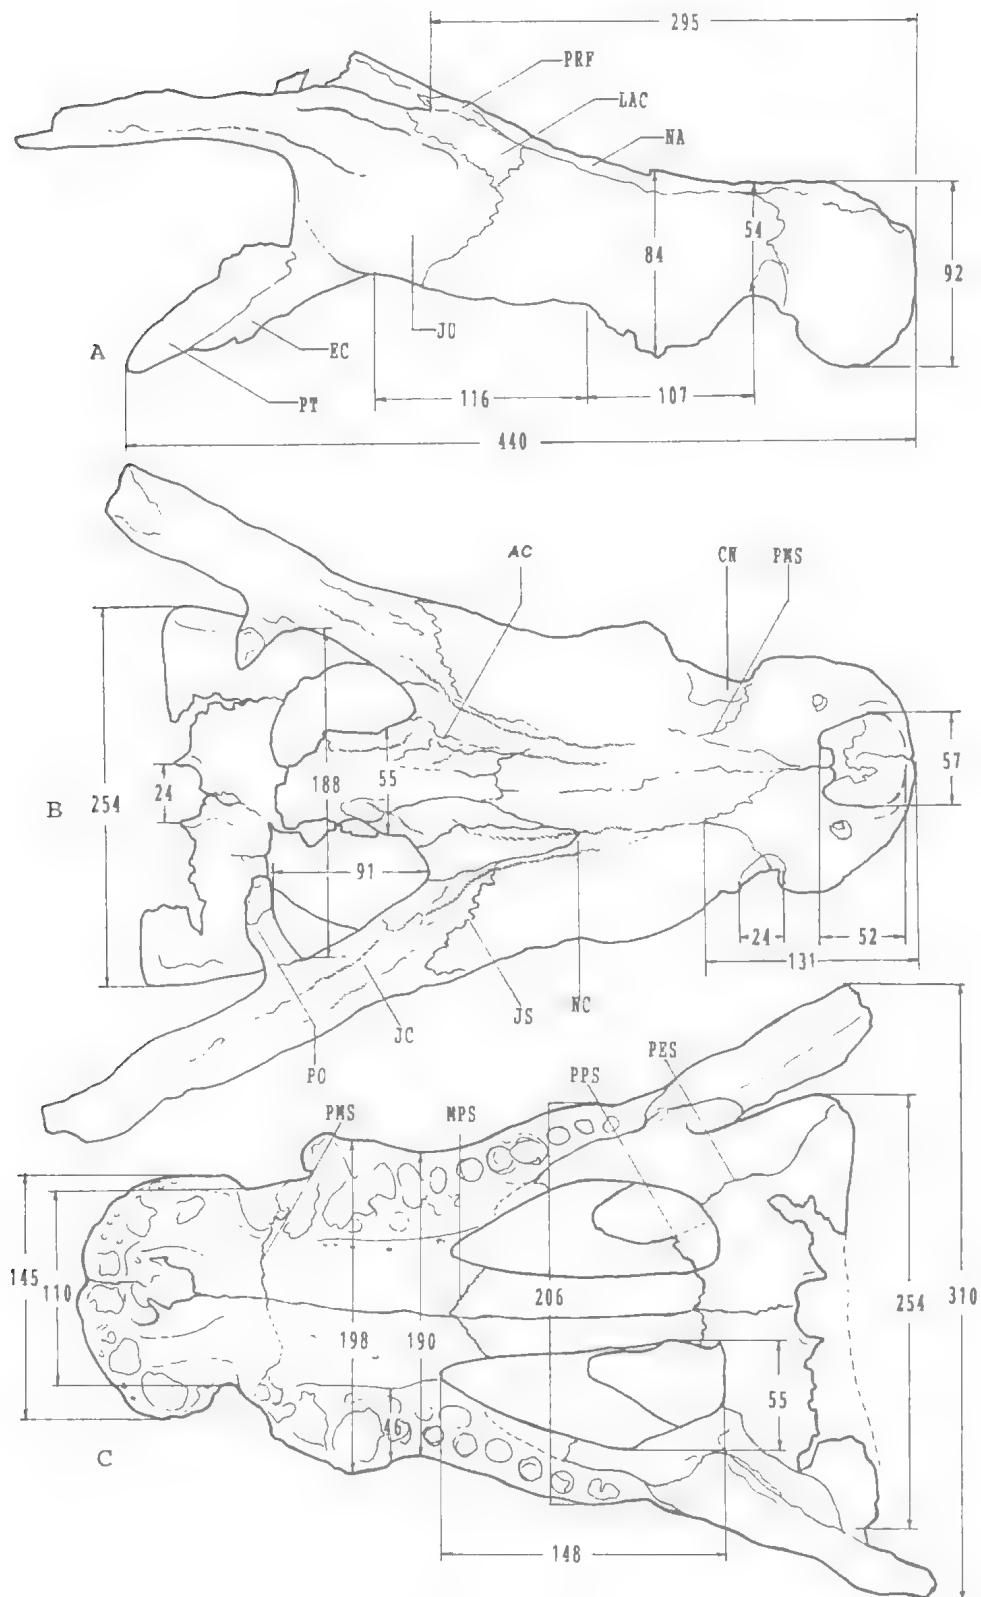 295
PRF
LAC
NA
54
84
92
JU
EC
A
PT
116
107
440
AC
CN
PMS
57
188
55
B
254
24
91
24
52
131
JC
JS
NC
PO
PMS
MPS
PPS
PES
145
110
206
254
310
198
190
55
46
C
148